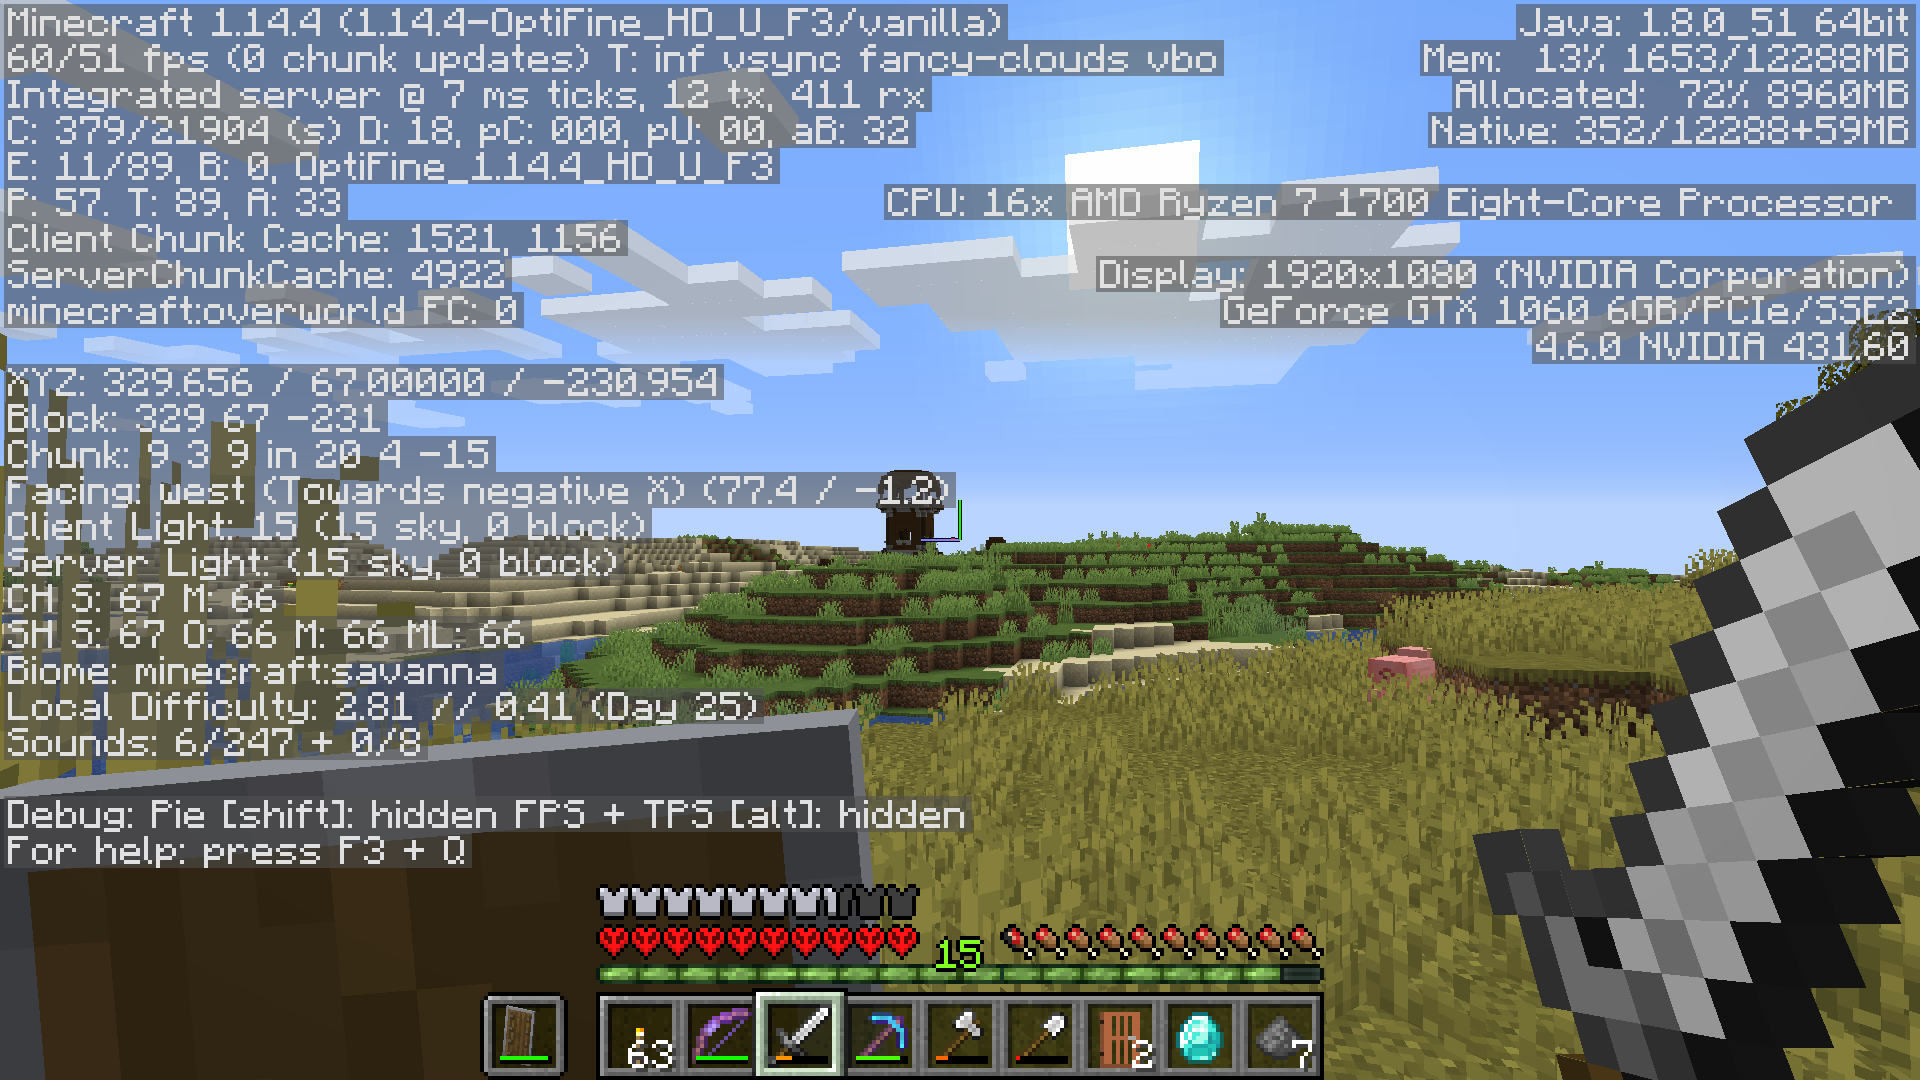 Minecraft 1.14.4 (1.14.4-OptiFine_HD_U_F3/vanilla)
60/51 fps (0 chunk updates) T: inf vsync fancy-clouds vbo
Integrated server @ 7 ms ticks, 12 tx, 411 rx
C: 379/21904 (s) D: 18, pC: 000, pU: 00, aB: 32
E: 11/89, B: 0, OptiFine_1.14.4_HD_U_F3
P: 57. T: 89, A: 33
Client Chunk Cache: 1521, 1156
ServerChunkCache: 4922
minecraft:overworld FC: 0
XYZ: 329.656 / 67.00000 / -230.954
Block: 329 67 -231
Chunk: 9 3 9 in 20 4 -15
Facing: west (Towards negative X) (77.4 / -1.2)
Client Light: 15 (15 sky, 0 block)
Server Light: (15 sky, 0 block)
CH S: 67 M: 66
SH S: 67 O: 66 M: 66 ML: 66
Biome: minecraft:savanna
Local Difficulty: 2.81 // 0.41 (Day 25)
Sounds: 6/247 + 0/8
Debug: Pie [shift]: hidden FPS + TPS [alt]: hidden
For help: press F3 + Q
Java: 1.8.0_51 64bit
Mem: 13% 1653/12288MB
Allocated: 72% 8960MB
Native: 352/12288+59MB
CPU: 16x AMD Ryzen 7 1700 Eight-Core Processor
Display: 1920x1080 (NVIDIA Corporation)
GeForce GTX 1060 6GB/PCIe/SSE2
4.6.0 NVIDIA 431.60
15
63
2
7